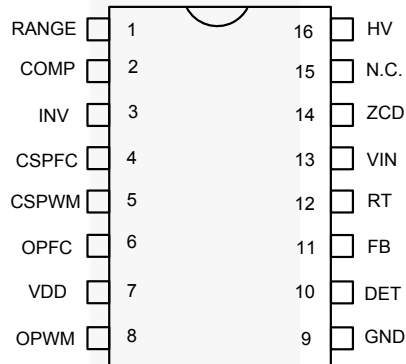 RANGE 1 16 HV
COMP 2 15 N.C.
INV 3 14 ZCD
CSPFC 4 13 VIN
CSPWM 5 12 RT
OPFC 6 11 FB
VDD 7 10 DET
OPWM 8 9 GND